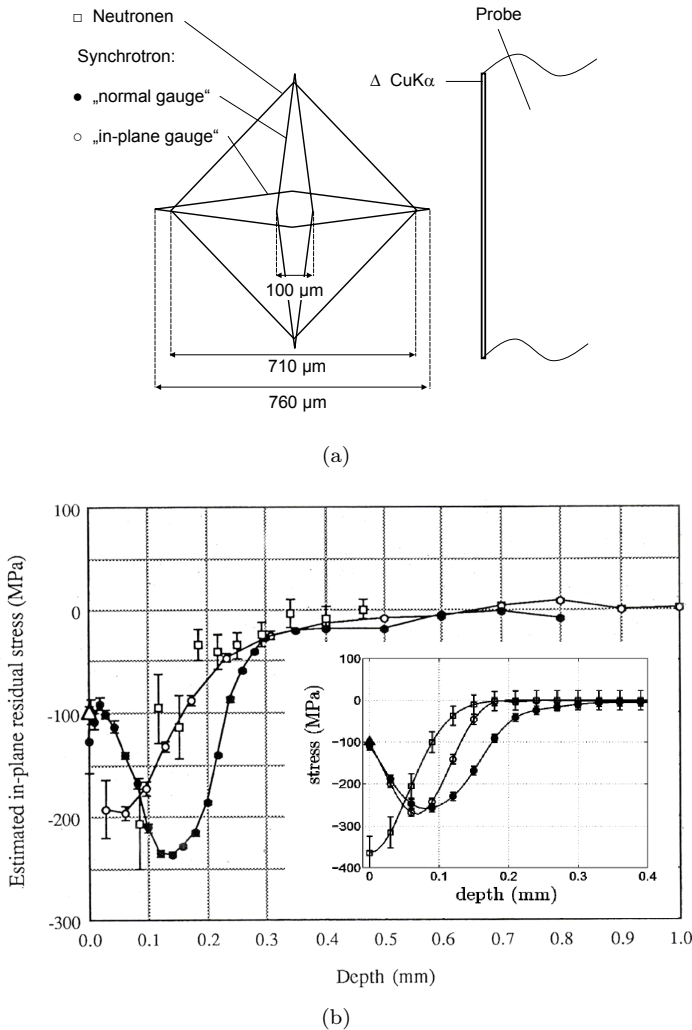 □ Neutronen
Synchrotron:
● „normal gauge“
○ „in-plane gauge“
Probe
Δ CuKα
100 µm
710 µm
760 µm
(a)
Estimated in-plane residual stress (MPa)
100
0
-100
-200
-300
0.0 0.1 0.2 0.3 0.4 0.5 0.6 0.7 0.8 0.9 1.0
Depth (mm)
stress (MPa)
100
0
−100
−200
−300
−400
0 0.1 0.2 0.3 0.4
depth (mm)
(b)